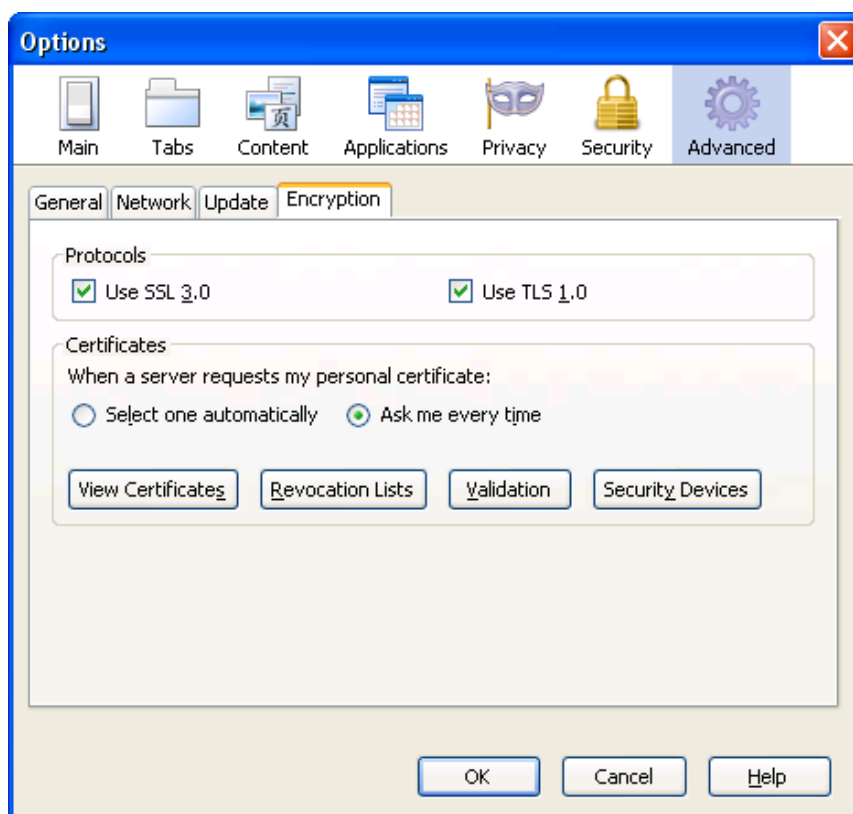 Options
页
Main Tabs Content Applications Privacy Security Advanced
General Network Update Encryption
Protocols
Use SSL 3.0 Use TLS 1.0
Certificates
When a server requests my personal certificate:
Select one automatically Ask me every time
View Certificates Revocation Lists Validation Security Devices
OK Cancel Help